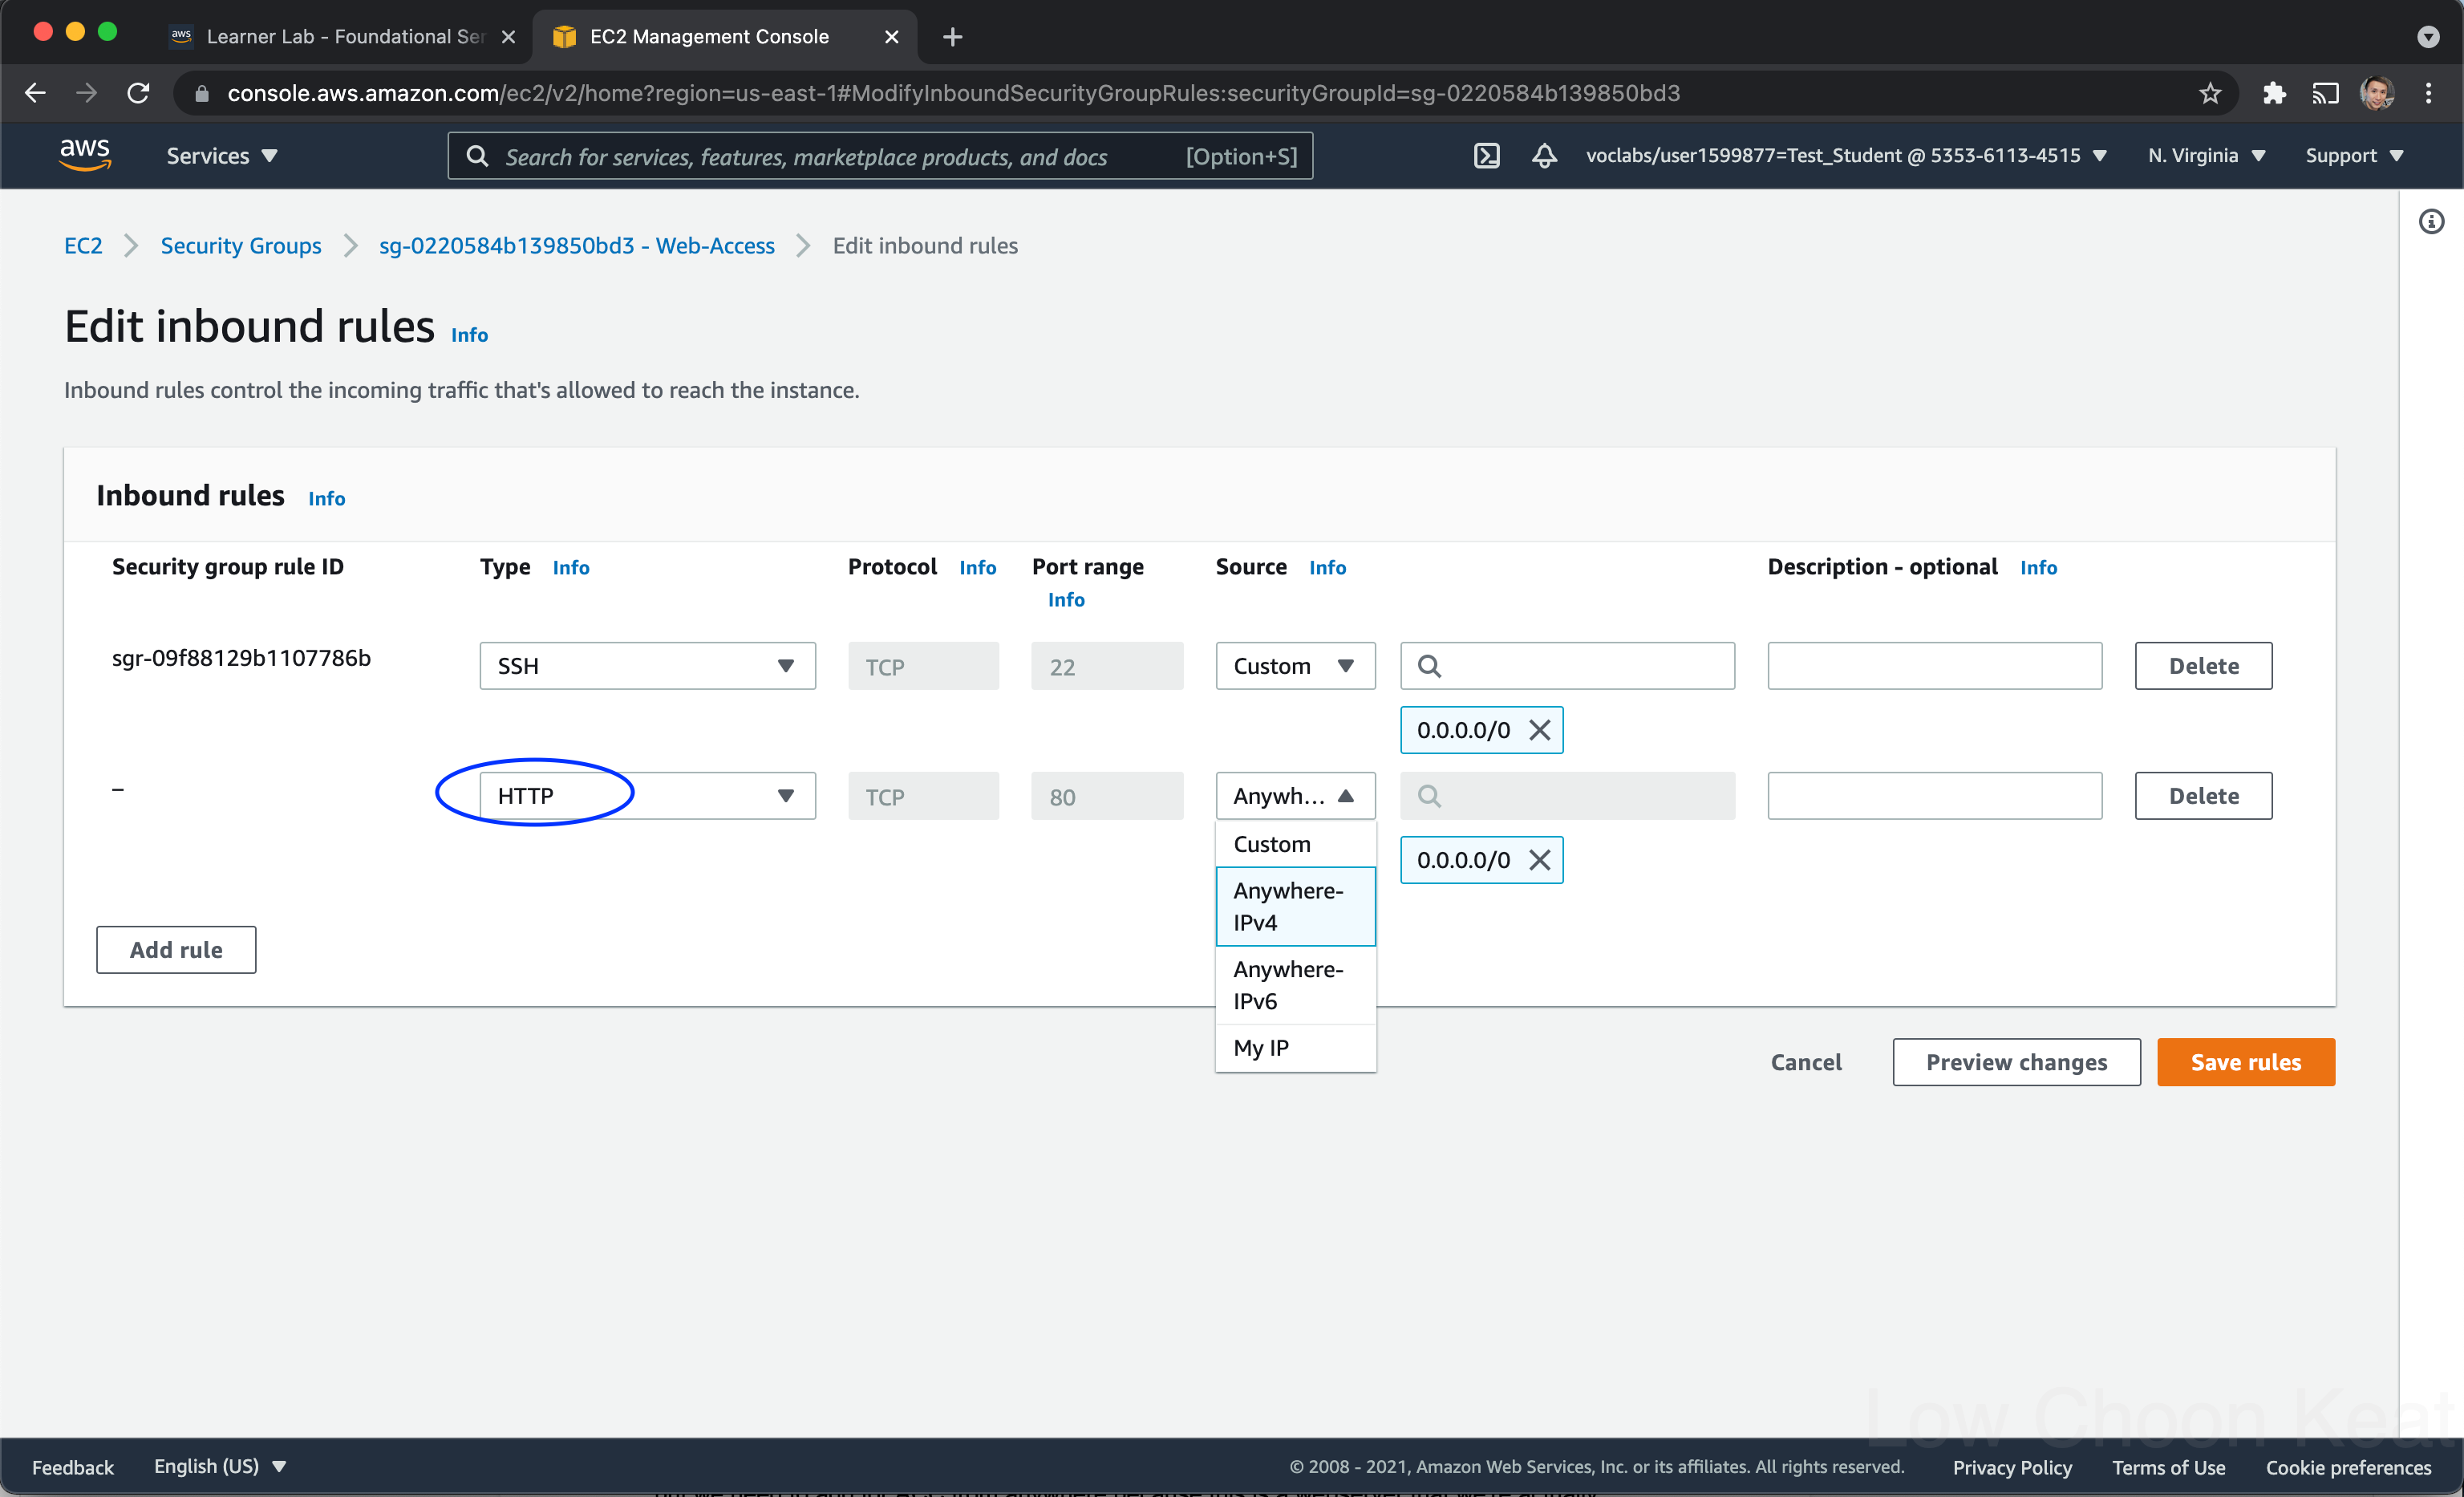 aws Learner Lab - Foundational Ser
EC2 Management Console
console.aws.amazon.com/ec2/v2/home?region=us-east-1#ModifyInboundSecurityGroupRules:securityGroupId=sg-0220584b139850bd3
aws Services Search for services, features, marketplace products, and docs [Option+S] voclabs/user1599877=Test_Student @ 5353-6113-4515 N. Virginia Support
EC2 Security Groups sg-0220584b139850bd3 - Web-Access Edit inbound rules
Edit inbound rules Info
Inbound rules control the incoming traffic that's allowed to reach the instance.
Inbound rules Info
Security group rule ID Type Info Protocol Info Port range Source Info Description - optional Info
Info
sgr-09f88129b1107786b SSH TCP 22 Custom Delete
0.0.0.0/0
– HTTP TCP 80 Anywh... Delete
Custom 0.0.0.0/0
Anywhere-
IPv4
Add rule
Anywhere-
IPv6
My IP
Cancel Preview changes Save rules
Low Choon Keat
Feedback English (US) © 2008 - 2021, Amazon Web Services, Inc. or its affiliates. All rights reserved. Privacy Policy Terms of Use Cookie preferences